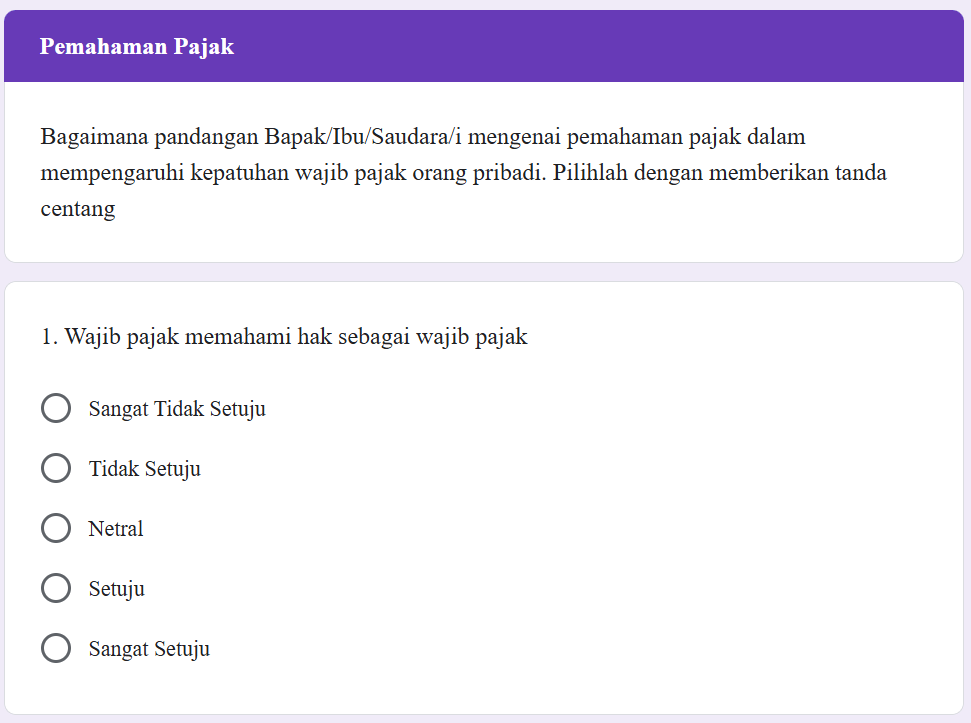 Pemahaman Pajak
Bagaimana pandangan Bapak/Ibu/Saudara/i mengenai pemahaman pajak dalam
mempengaruhi kepatuhan wajib pajak orang pribadi. Pilihlah dengan memberikan tanda
centang
1. Wajib pajak memahami hak sebagai wajib pajak
Sangat Tidak Setuju
Tidak Setuju
Netral
Setuju
Sangat Setuju